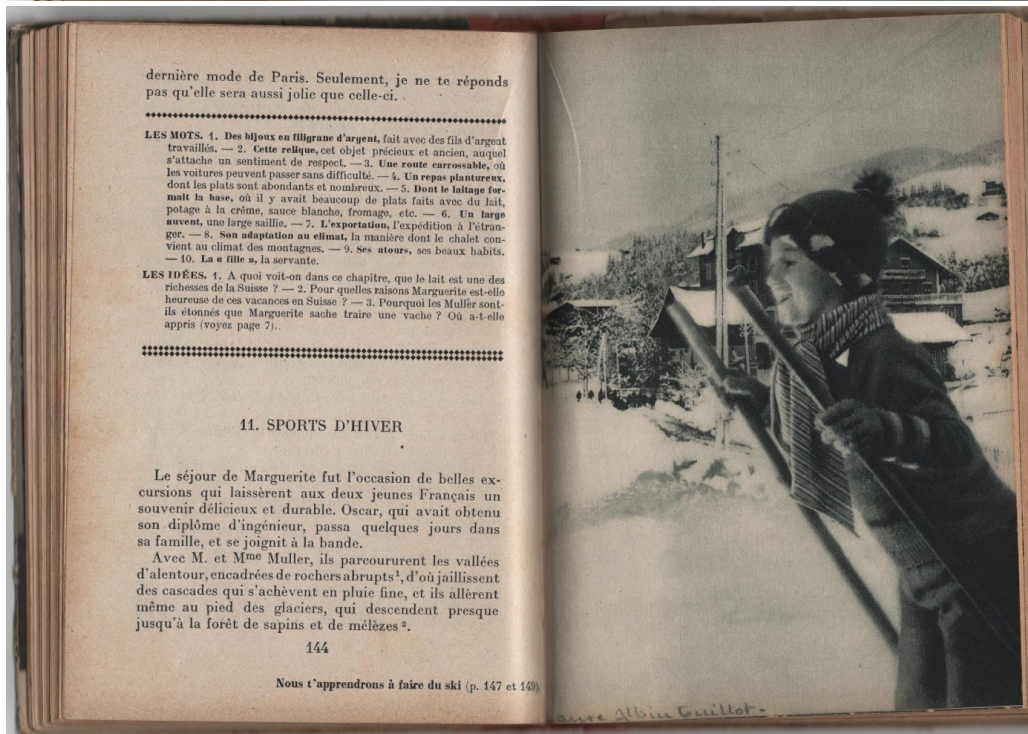 dernière mode de Paris. Seulement, je ne te réponds
pas qu'elle sera aussi jolie que celle-ci.
LES MOTS. 1. Des bijoux en filigrane d'argent, fait avec des fils d'argent
travaillés. — 2. Cette relique, cet objet précieux et ancien, auquel
s'attache un sentiment de respect. — 3. Une route carrossable, où
les voitures peuvent passer sans difficulté. — 4. Un repas plantureux,
dont les plats sont abondants et nombreux. — 5. Dont le laitage for-
mait la base, où il y avait beaucoup de plats faits avec du lait,
potage à la crême, sauce blanche, fromage, etc. — 6. Un large
auvent, une large saillie. — 7. L'exportation, l'expédition à l'étran-
ger. — 8. Son adaptation au climat, la manière dont le chalet con-
vient au climat des montagnes. — 9. Ses atours, ses beaux habits.
— 10. La « fille », la servante.
LES IDÉES. 1. A quoi voit-on dans ce chapitre, que le lait est une des
richesses de la Suisse ? — 2. Pour quelles raisons Marguerite est-elle
heureuse de ces vacances en Suisse ? — 3. Pourquoi les Muller sont-
ils étonnés que Marguerite sache traire une vache ? Où a-t-elle
appris (voyez page 7).
11. SPORTS D'HIVER
Le séjour de Marguerite fut l'occasion de belles ex-
cursions qui laissèrent aux deux jeunes Français un
souvenir délicieux et durable. Oscar, qui avait obtenu
son diplôme d'ingénieur, passa quelques jours dans
sa famille, et se joignit à la bande.
Avec M. et Mme Muller, ils parcoururent les vallées
d'alentour, encadrées de rochers abrupts 1, d'où jaillissent
des cascades qui s'achèvent en pluie fine, et ils allèrent
même au pied des glaciers, qui descendent presque
jusqu'à la forêt de sapins et de mélèzes 2.
144
Nous t'apprendrons à faire du ski (p. 147 et 149)
Laure Albin Guillot.